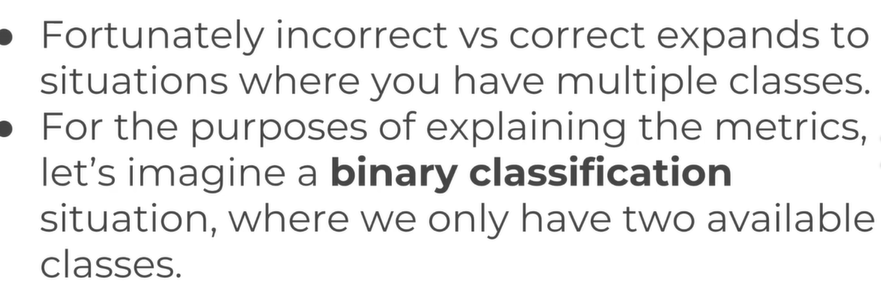 • Fortunately incorrect vs correct expands to
situations where you have multiple classes.
• For the purposes of explaining the metrics,
let’s imagine a binary classification
situation, where we only have two available
classes.